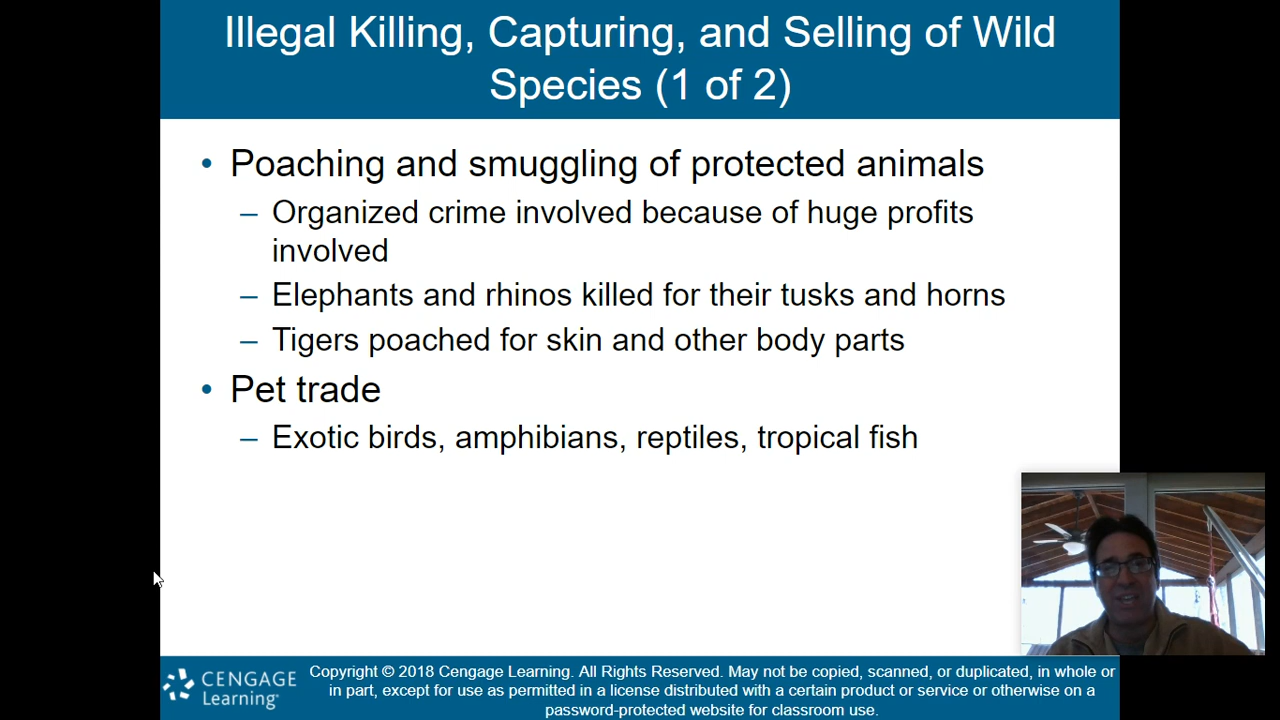 Illegal Killing, Capturing, and Selling of Wild
Species (1 of 2)
• Poaching and smuggling of protected animals
– Organized crime involved because of huge profits
involved
– Elephants and rhinos killed for their tusks and horns
– Tigers poached for skin and other body parts
• Pet trade
– Exotic birds, amphibians, reptiles, tropical fish
CENGAGE
Learning
Copyright © 2018 Cengage Learning. All Rights Reserved. May not be copied, scanned, or duplicated, in whole or
in part, except for use as permitted in a license distributed with a certain product or service or otherwise on a
password-protected website for classroom use.